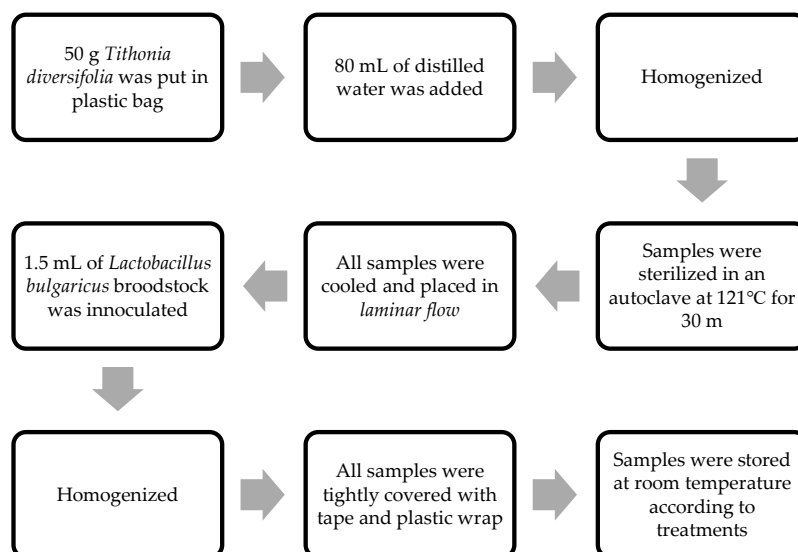 50 g Tithonia
diversifolia was put in
plastic bag
80 mL of distilled
water was added
Homogenized
Samples were
sterilized in an
autoclave at 121°C for
30 m
All samples were
cooled and placed in
laminar flow
1.5 mL of Lactobacillus
bulgaricus broodstock
was innoculated
Homogenized
All samples were
tightly covered with
tape and plastic wrap
Samples were stored
at room temperature
according to
treatments